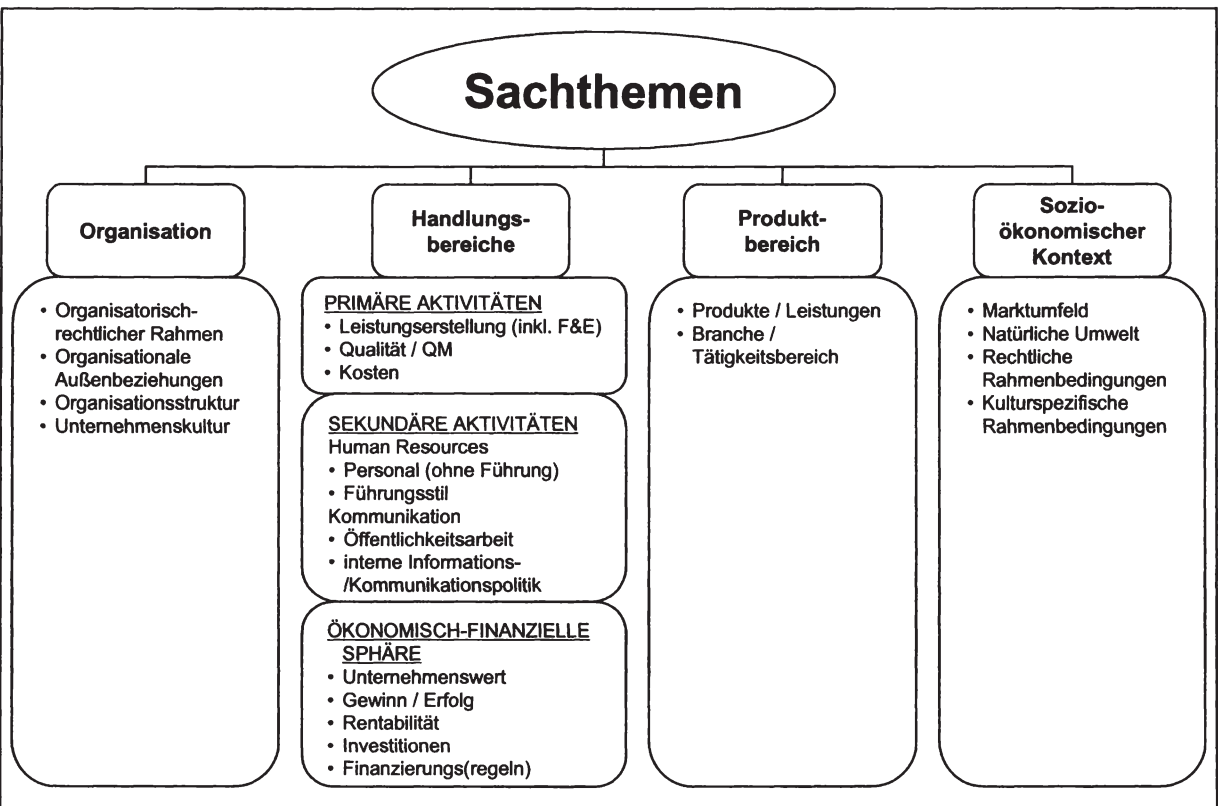 Sachthemen
Organisation
• Organisatorisch-
rechtlicher Rahmen
• Organisationale
Außenbeziehungen
• Organisationsstruktur
• Unternehmenskultur
Handlungs-
bereiche
PRIMÄRE AKTIVITÄTEN
• Leistungserstellung (inkl. F&E)
• Qualität / QM
• Kosten
SEKUNDÄRE AKTIVITÄTEN
Human Resources
• Personal (ohne Führung)
• Führungsstil
Kommunikation
• Öffentlichkeitsarbeit
• interne Informations-
/Kommunikationspolitik
ÖKONOMISCH-FINANZIELLE
SPHÄRE
• Unternehmenswert
• Gewinn / Erfolg
• Rentabilität
• Investitionen
• Finanzierungs(regeln)
Produkt-
bereich
• Produkte / Leistungen
• Branche /
Tätigkeitsbereich
Sozio-
ökonomischer
Kontext
• Marktumfeld
• Natürliche Umwelt
• Rechtliche
Rahmenbedingungen
• Kulturspezifische
Rahmenbedingungen